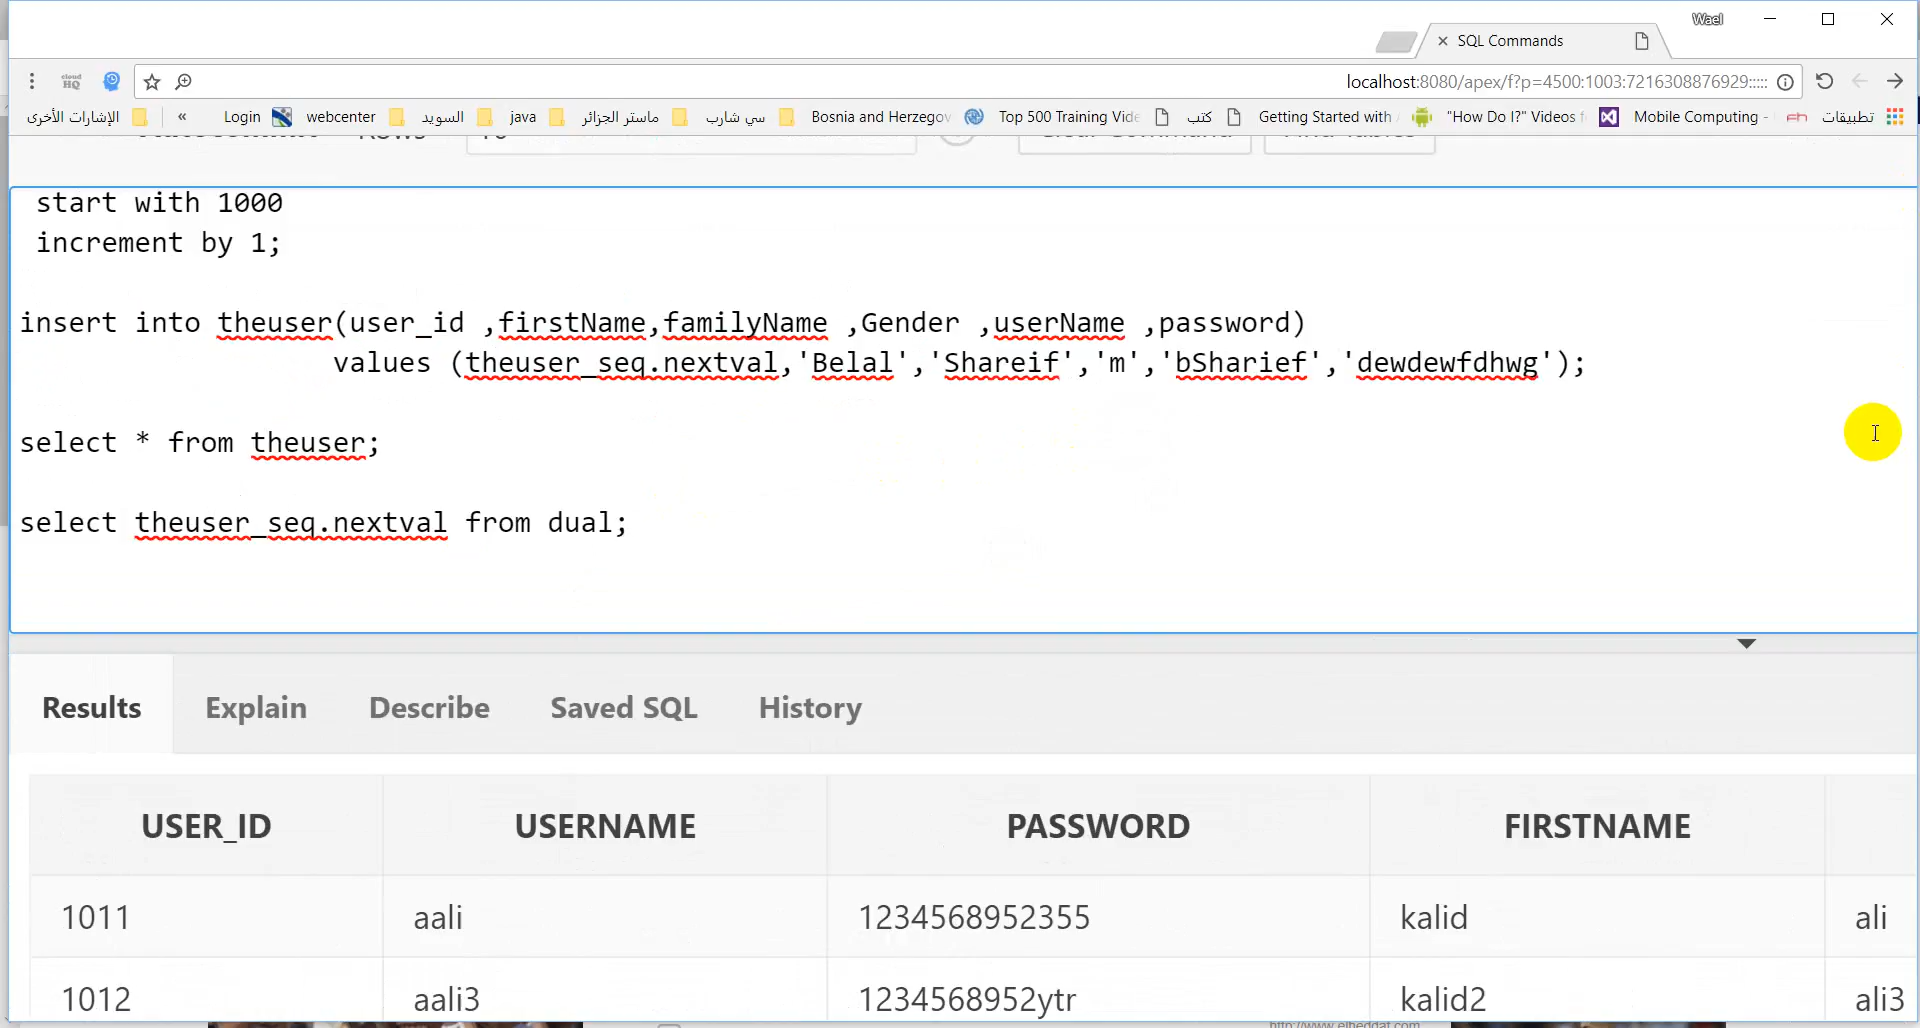 Wael
SQL Commands
localhost:8080/apex/f?p=4500:1003:7216308876929:::::
cloud HQ
الإشارات الأخرى
«
Login
webcenter
السويد
java
ماستر الجزائر
سي شارب
Bosnia and Herzegov
Top 500 Training Vide
كتب
Getting Started with
"How Do I?" Videos f
Mobile Computing -
تطبيقات
start with 1000
increment by 1;
insert into theuser(user_id ,firstName,familyName ,Gender ,userName ,password)
values (theuser_seq.nextval,'Belal','Shareif','m','bSharief','dewdewfdhwg');
select * from theuser;
select theuser_seq.nextval from dual;
Results Explain Describe Saved SQL History
USER_ID USERNAME PASSWORD FIRSTNAME
1011 aali 1234568952355 kalid ali
1012 aali3 1234568952ytr kalid2 ali3